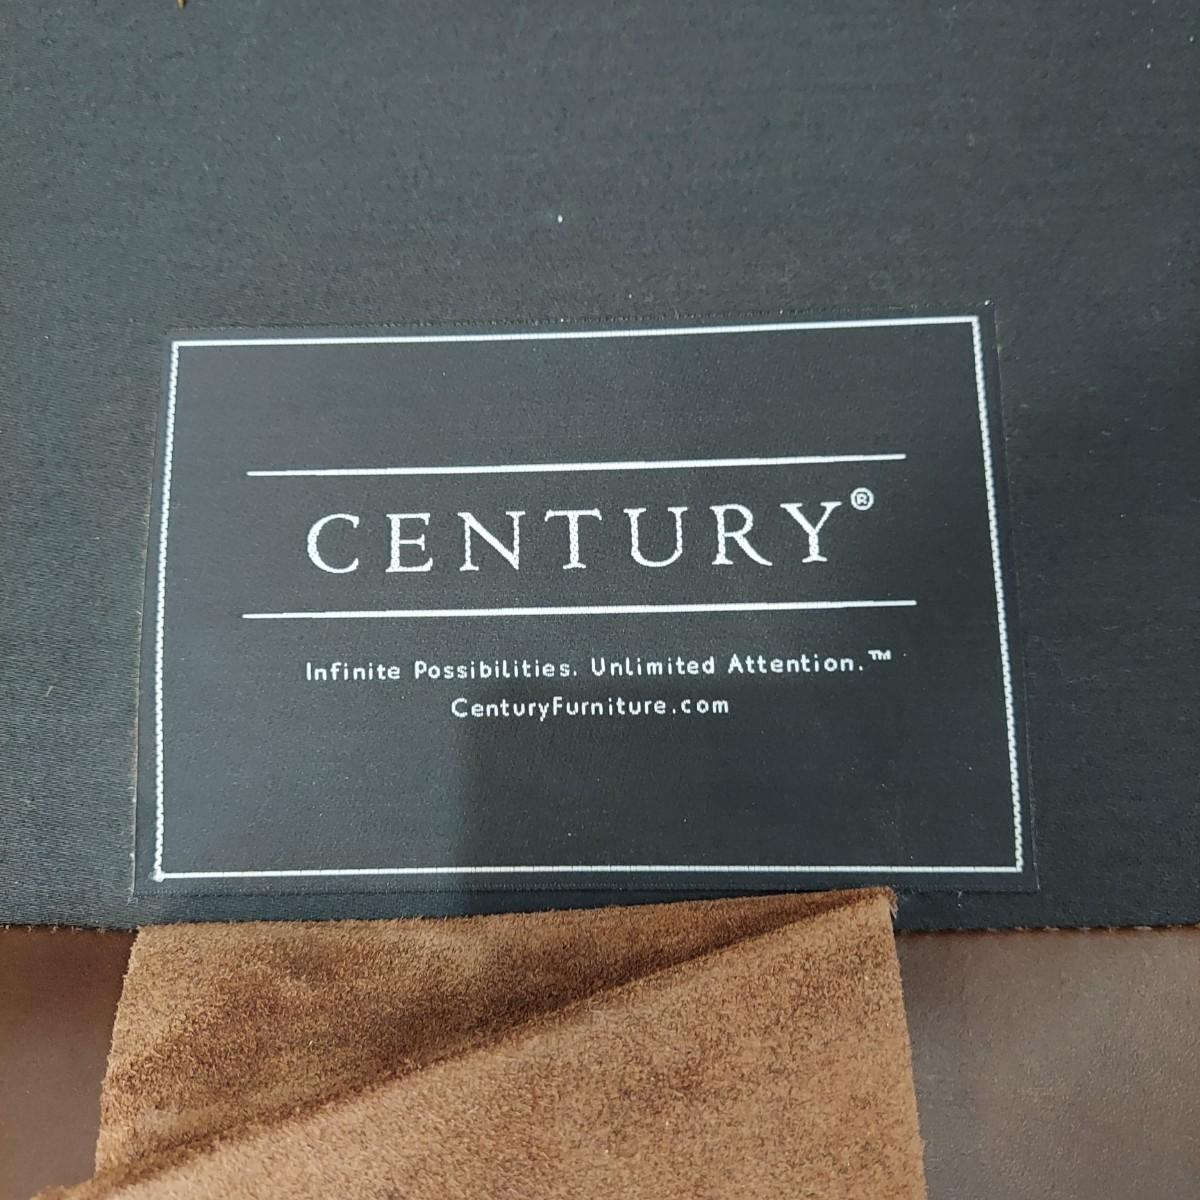 CENTURY®
Infinite Possibilities. Unlimited Attention.™
CenturyFurniture.com